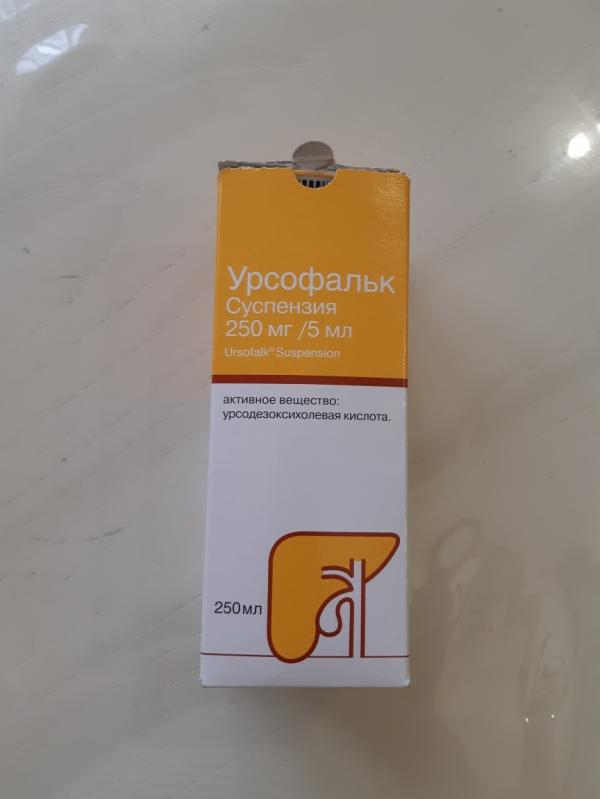 Урсофальк
Суспензия
250 мг /5 мл
Ursofalk® Suspension
активное вещество:
урсодезоксихолевая кислота.
250мл